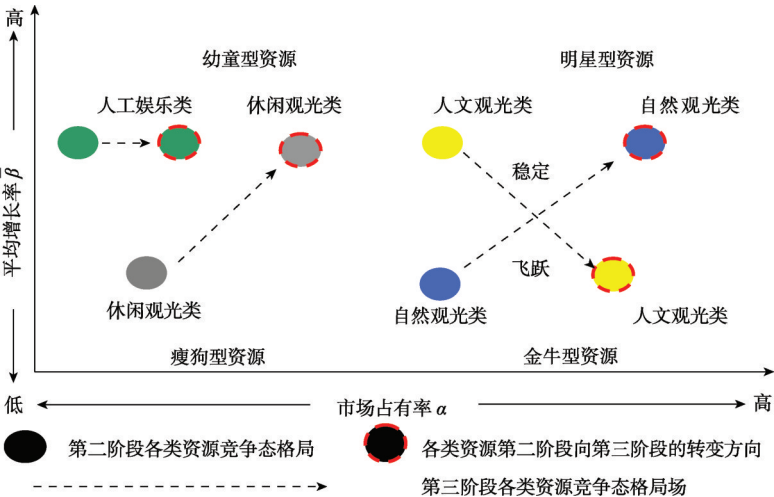 高
幼童型资源
明星型资源
人工娱乐类
休闲观光类
人文观光类
自然观光类
稳定
平均增长率β̄
飞跃
休闲观光类
自然观光类
人文观光类
瘦狗型资源
金牛型资源
低
市场占有率α
高
第二阶段各类资源竞争态格局
各类资源第二阶段向第三阶段的转变方向
第三阶段各类资源竞争态格局场